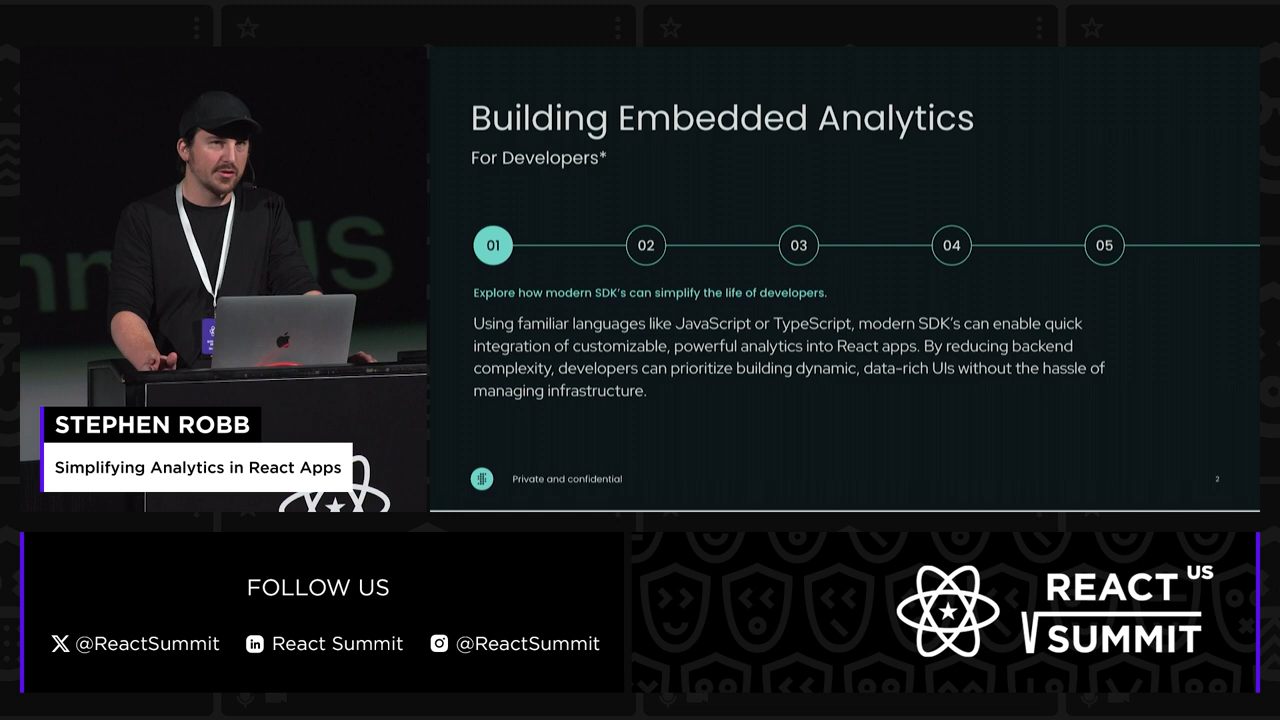 Building Embedded Analytics
For Developers*
01
02
03
04
05
Explore how modern SDK's can simplify the life of developers.
Using familiar languages like JavaScript or TypeScript, modern SDK's can enable quick
integration of customizable, powerful analytics into React apps. By reducing backend
complexity, developers can prioritize building dynamic, data-rich UIs without the hassle of
managing infrastructure.
Private and confidential
2
US
STEPHEN ROBB
Simplifying Analytics in React Apps
FOLLOW US
@ReactSummit
React Summit
@ReactSummit
REACT US
SUMMIT